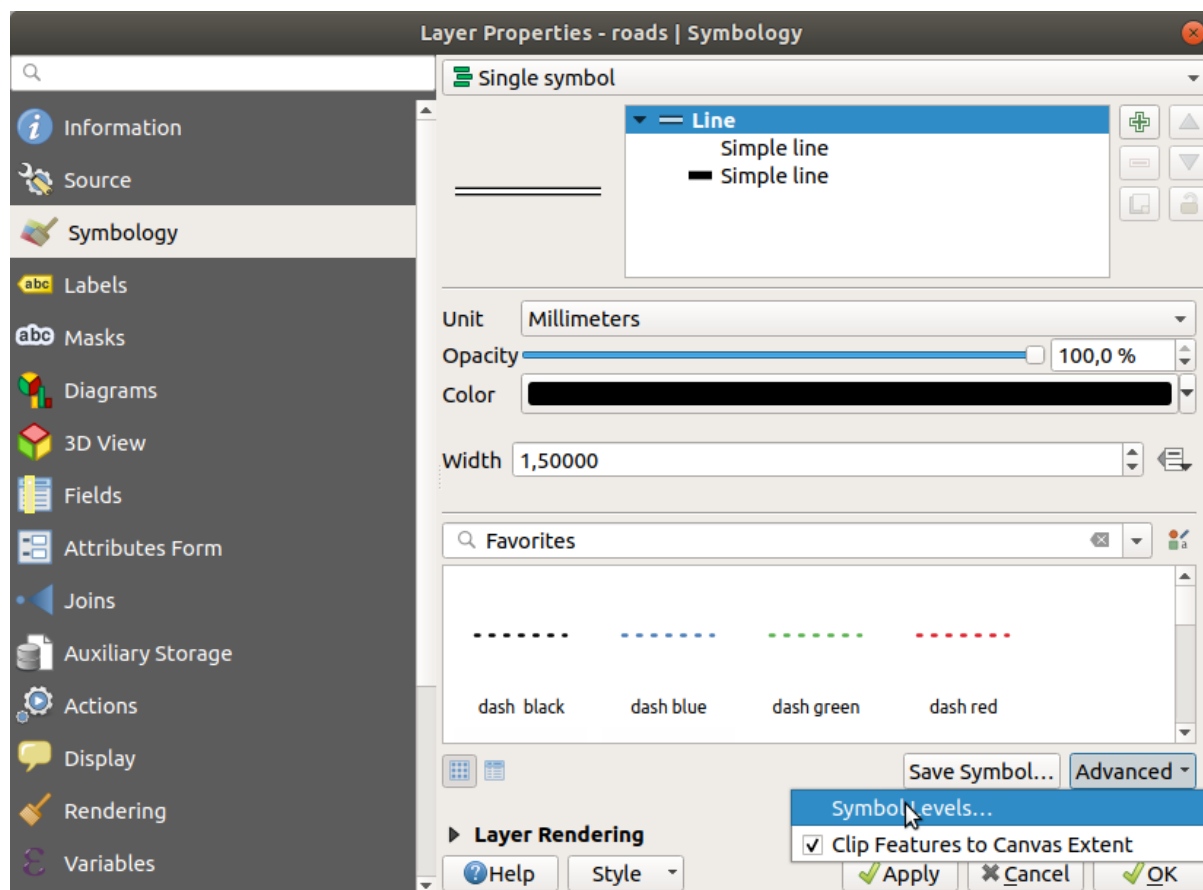 Layer Properties - roads | Symbology
Information
Source
Symbology
abc Labels
abc Masks
Diagrams
3D View
Fields
Attributes Form
Joins
Auxiliary Storage
Actions
Display
Rendering
Variables
Single symbol
Line
Simple line
Simple line
Unit Millimeters
Opacity 100,0 %
Color
Width 1,50000
Favorites
dash  black dash blue dash green dash red
Save Symbol... Advanced
Symbol Levels...
Clip Features to Canvas Extent
Layer Rendering
Help Style Apply Cancel OK